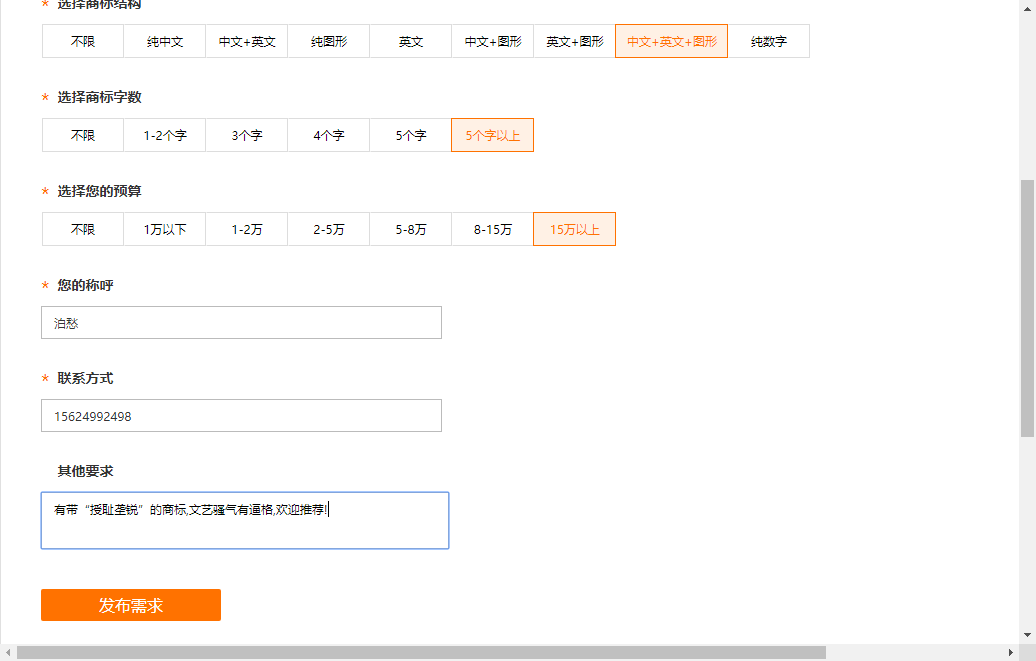 * 选择商标结构
不限 纯中文 中文+英文 纯图形 英文 中文+图形 英文+图形 中文+英文+图形 纯数字
* 选择商标字数
不限 1-2个字 3个字 4个字 5个字 5个字以上
* 选择您的预算
不限 1万以下 1-2万 2-5万 5-8万 8-15万 15万以上
* 您的称呼
泊愁
* 联系方式
15624992498
其他要求
有带“授耻垄锐”的商标,文艺骚气有逼格,欢迎推荐!
发布需求